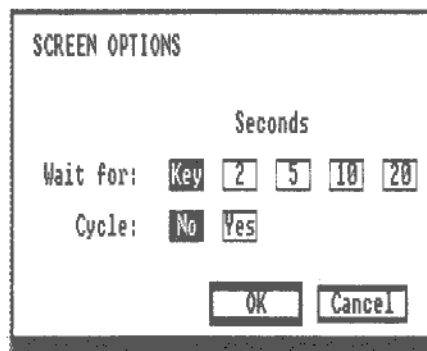 SCREEN OPTIONS
Seconds
Wait for: Key 2 5 10 20
Cycle: No Yes
OK Cancel